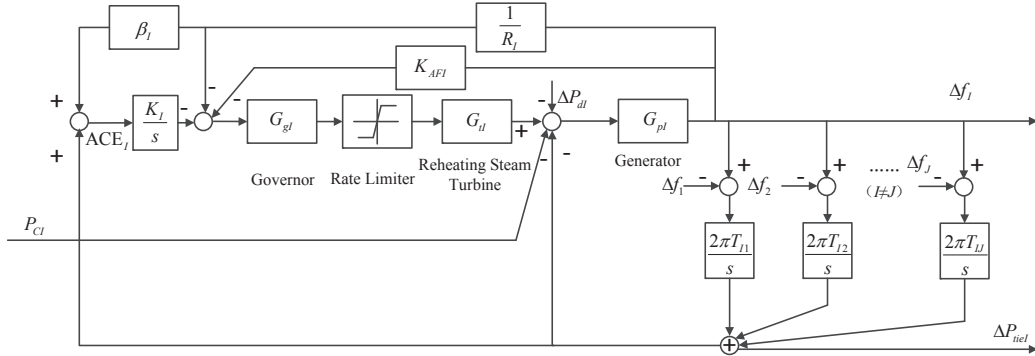 β_I
1
R_I
K_AFI
ΔP_dI
Δf_I
+
-
-
-
-
+
ACE_I
K_I
s
-
G_gI
G_tI
+
G_pI
Governor
Rate Limiter
Reheating Steam
Turbine
Generator
-
-
+
+
+
+
Δf_1
-
Δf_2
-
......
(I≠J)
Δf_J
-
P_CI
2πT_I1
s
2πT_I2
s
2πT_IJ
s
+
ΔP_tieI